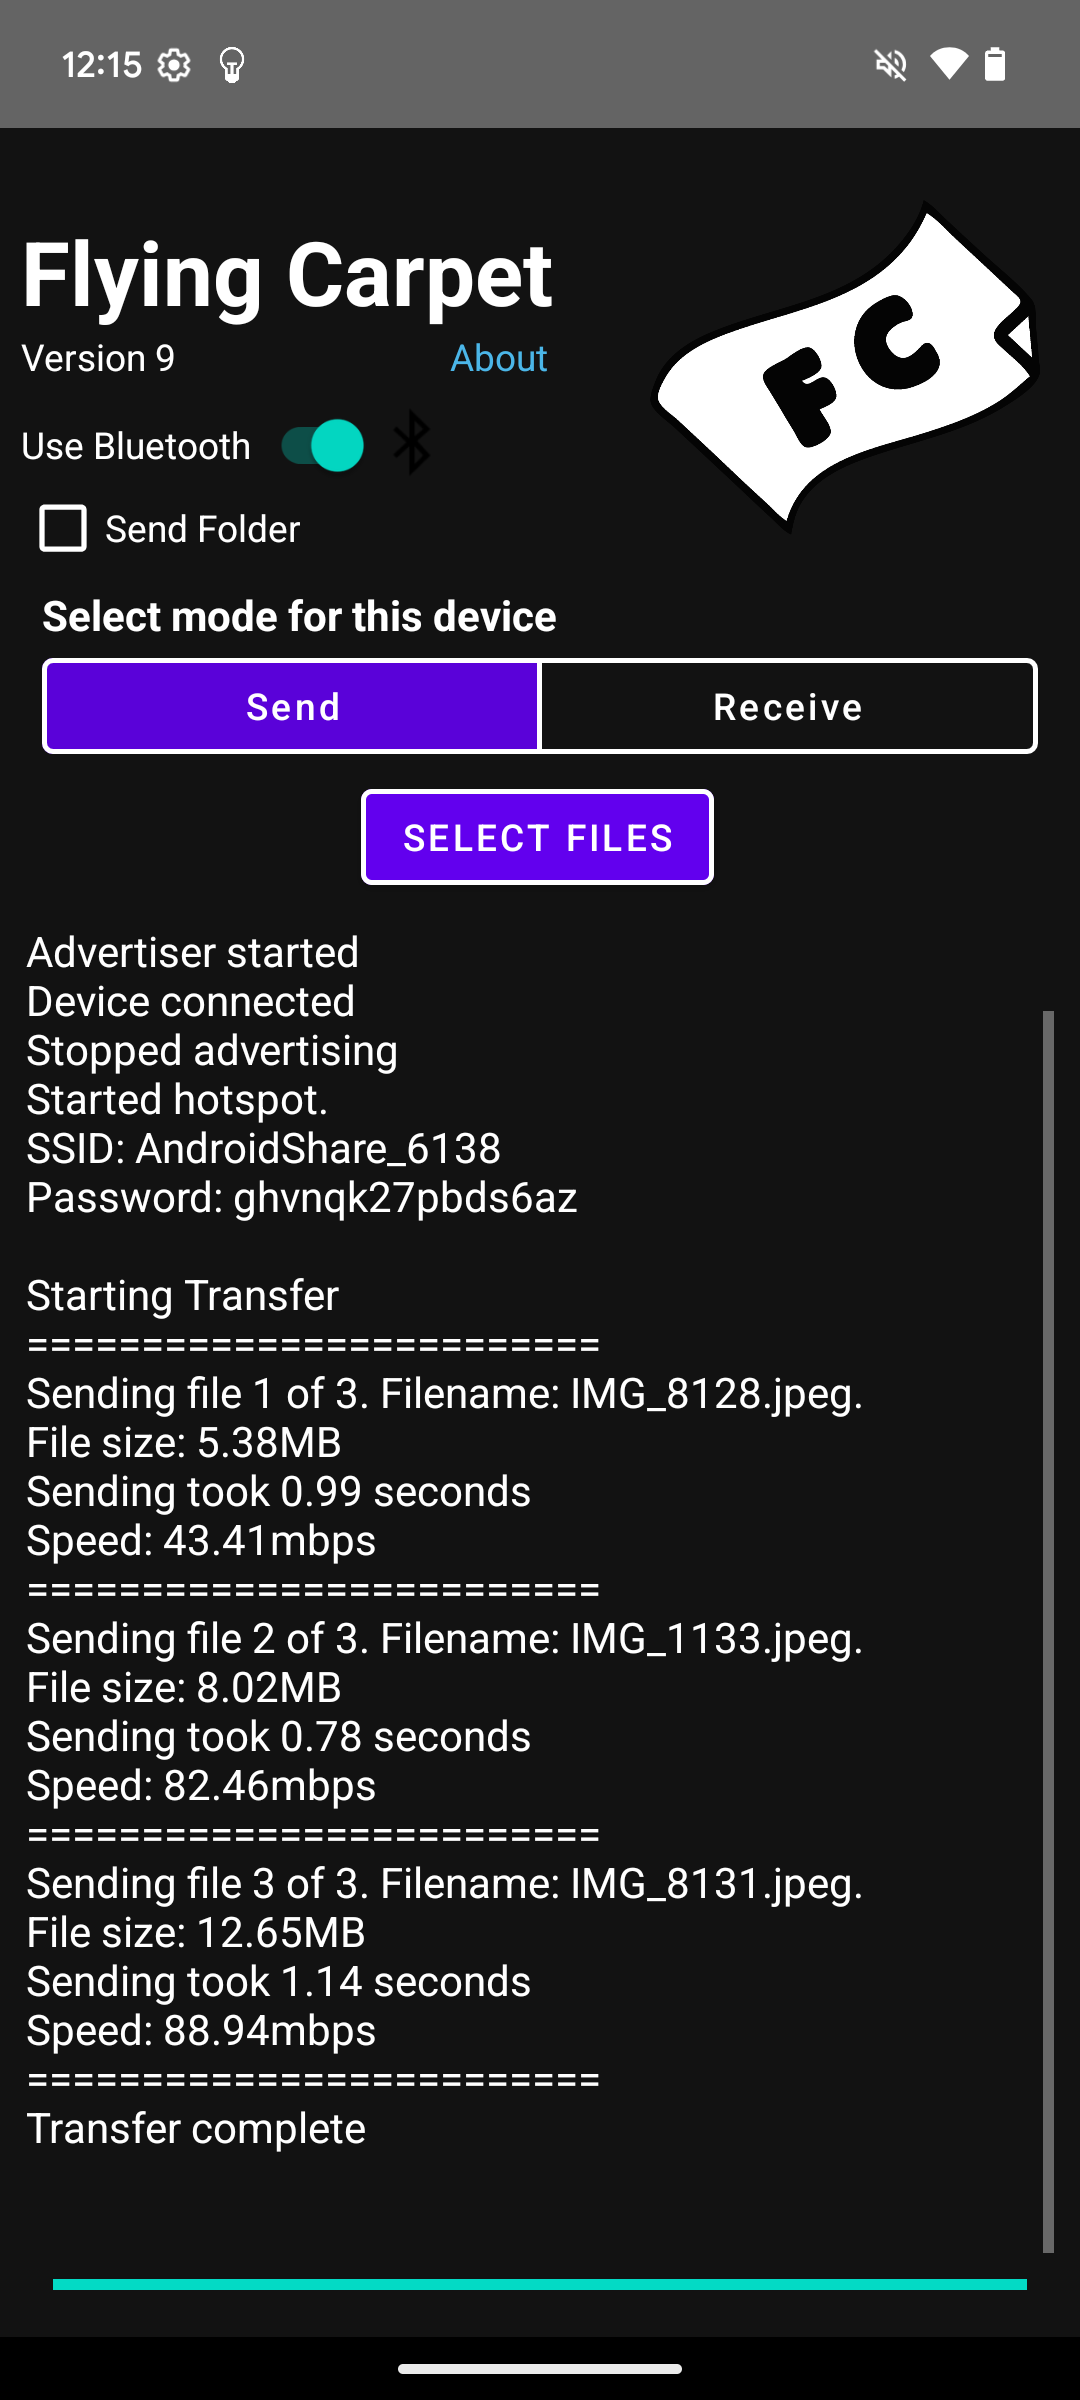 12:15
Flying Carpet
Version 9 About
FC
Use Bluetooth
Send Folder
Select mode for this device
Send Receive
SELECT FILES
Advertiser started
Device connected
Stopped advertising
Started hotspot.
SSID: AndroidShare_6138
Password: ghvnqk27pbds6az
Starting Transfer
=========================
Sending file 1 of 3. Filename: IMG_8128.jpeg.
File size: 5.38MB
Sending took 0.99 seconds
Speed: 43.41mbps
=========================
Sending file 2 of 3. Filename: IMG_1133.jpeg.
File size: 8.02MB
Sending took 0.78 seconds
Speed: 82.46mbps
=========================
Sending file 3 of 3. Filename: IMG_8131.jpeg.
File size: 12.65MB
Sending took 1.14 seconds
Speed: 88.94mbps
=========================
Transfer complete